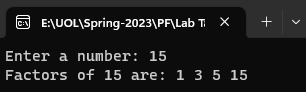 E:\UOL\Spring-2023\PF\Lab T
Enter a number: 15
Factors of 15 are: 1 3 5 15